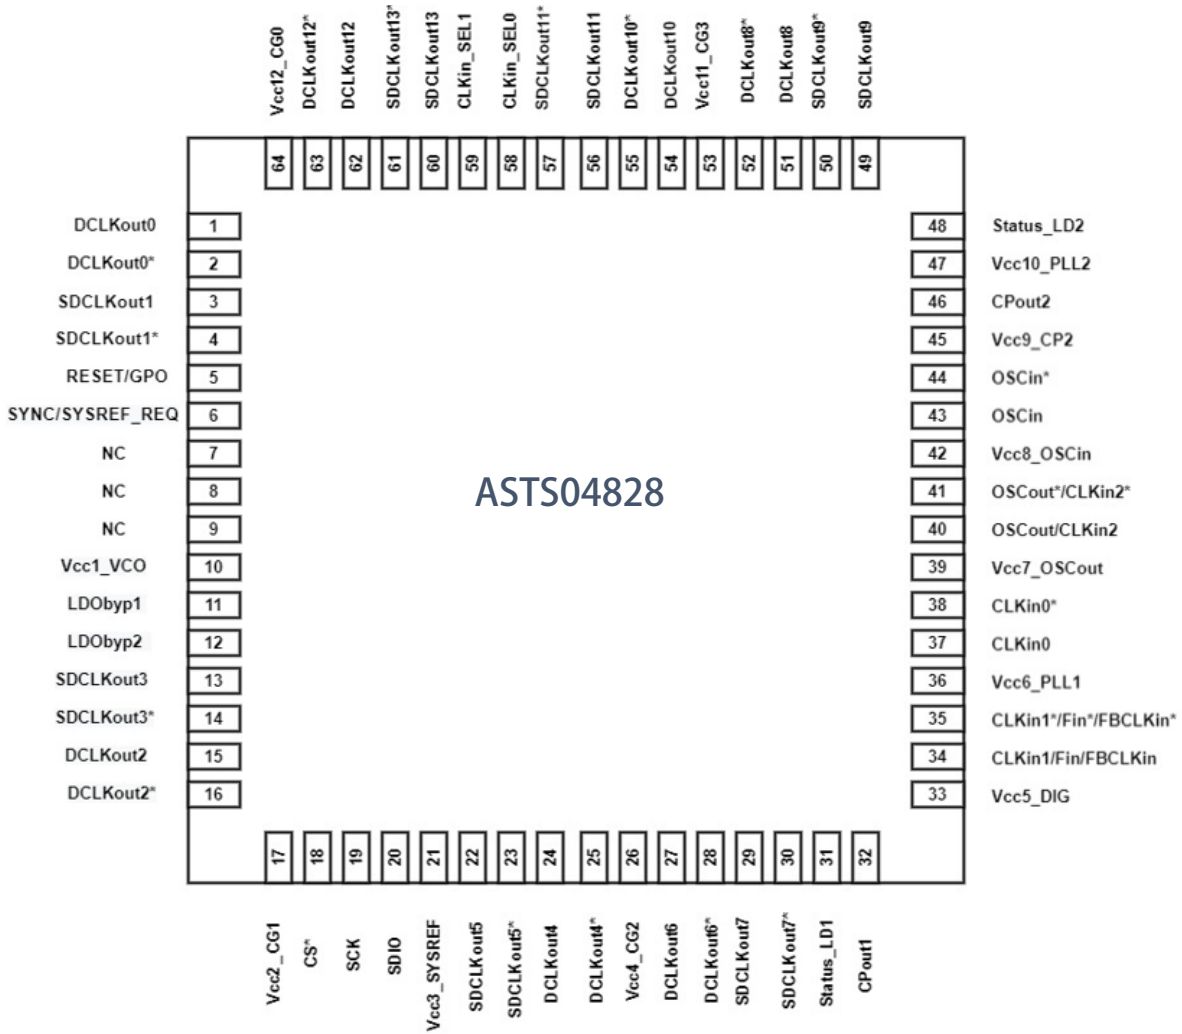 Vcc12_CG0
DCLKout12*
DCLKout12
SDCLKout13*
SDCLKout13
CLKin_SEL1
CLKin_SEL0
SDCLKout11*
SDCLKout11
DCLKout10*
DCLKout10
Vcc11_CG3
DCLKout8*
DCLKout8
SDCLKout9*
SDCLKout9
64
63
62
61
60
59
58
57
56
55
54
53
52
51
50
49
DCLKout0 1
DCLKout0* 2
SDCLKout1 3
SDCLKout1* 4
RESET/GPO 5
SYNC/SYSREF_REQ 6
NC 7
NC 8
NC 9
Vcc1_VCO 10
LDObyp1 11
LDObyp2 12
SDCLKout3 13
SDCLKout3* 14
DCLKout2 15
DCLKout2* 16
ASTS04828
48 Status_LD2
47 Vcc10_PLL2
46 CPout2
45 Vcc9_CP2
44 OSCin*
43 OSCin
42 Vcc8_OSCin
41 OSCout*/CLKin2*
40 OSCout/CLKin2
39 Vcc7_OSCout
38 CLKin0*
37 CLKin0
36 Vcc6_PLL1
35 CLKin1*/Fin*/FBCLKin*
34 CLKin1/Fin/FBCLKin
33 Vcc5_DIG
17
18
19
20
21
22
23
24
25
26
27
28
29
30
31
32
Vcc2_CG1
CS*
SCK
SDIO
Vcc3_SYSREF
SDCLKout5
SDCLKout5*
DCLKout4
DCLKout4*
Vcc4_CG2
DCLKout6
DCLKout6*
SDCLKout7
SDCLKout7*
Status_LD1
CPout1